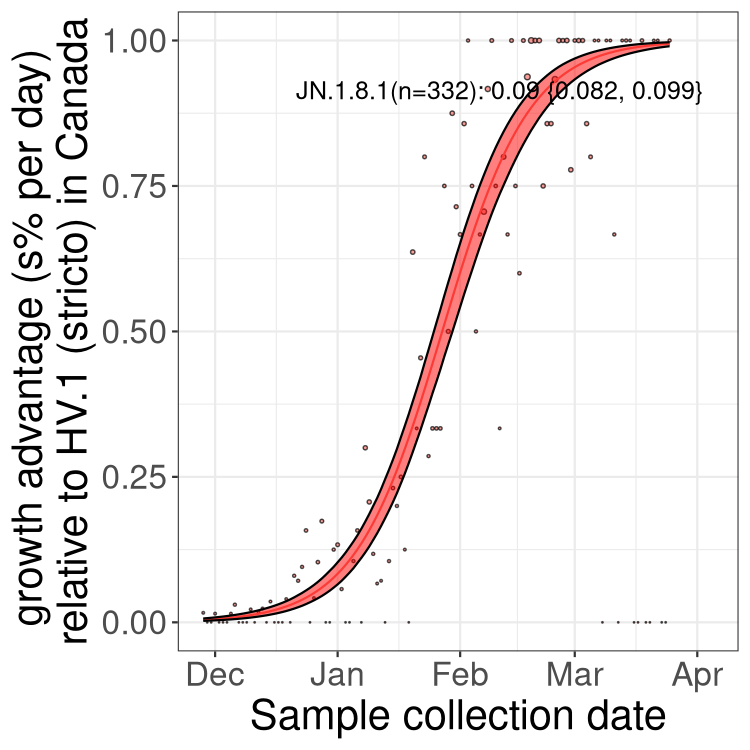 growth advantage (s% per day)
relative to HV.1 (stricto) in Canada
1.00
0.75
0.50
0.25
0.00
JN.1.8.1(n=332): 0.09 {0.082, 0.099}
Dec Jan Feb Mar Apr
Sample collection date